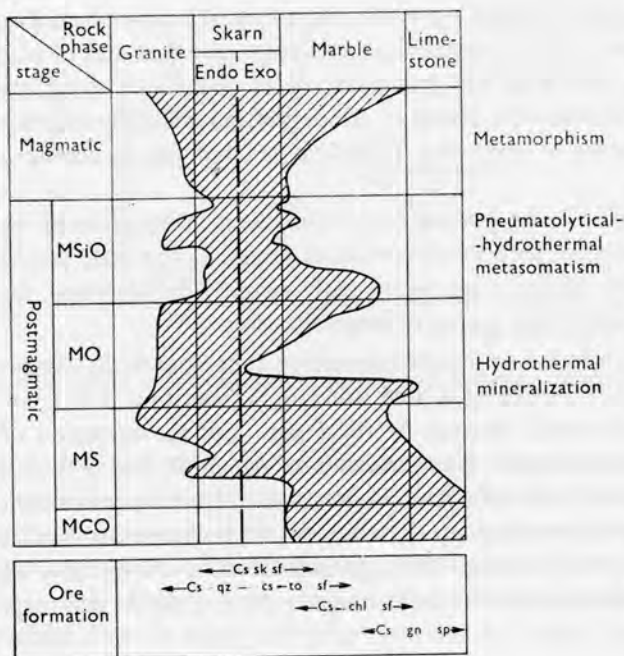 Rock phase
stage
Granite
Skarn
Endo Exo
Marble
Lime-
stone
Magmatic
Metamorphism
Postmagmatic
MSiO
Pneumatolytical-
-hydrothermal
metasomatism
MO
Hydrothermal
mineralization
MS
MCO
Ore
formation
Cs sk sf
Cs qz cs to sf
Cs chl sf
Cs gn sp